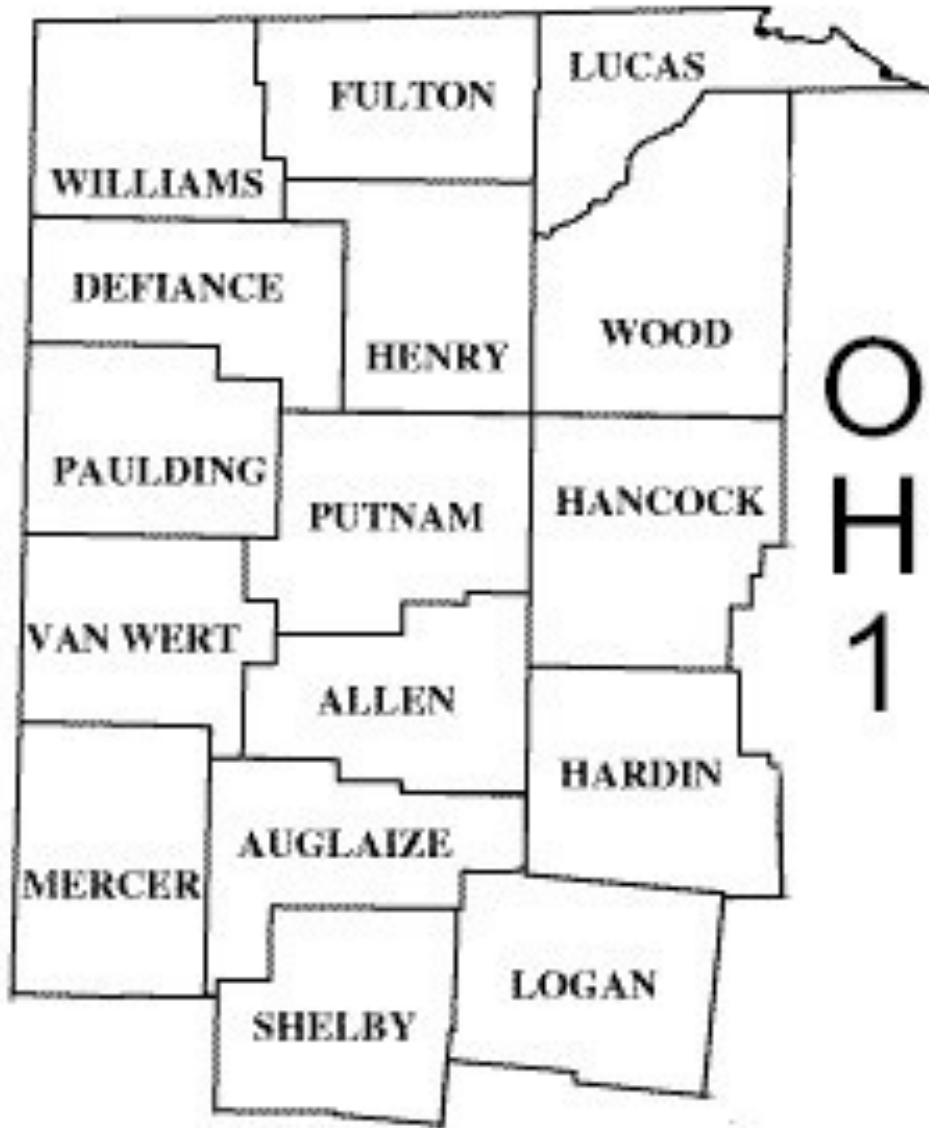 LUCAS
FULTON
WILLIAMS
DEFIANCE
WOOD
HENRY
PAULDING
HANCOCK
PUTNAM
VAN WERT
ALLEN
HARDIN
AUGLAIZE
MERCER
LOGAN
SHELBY
O
H
1